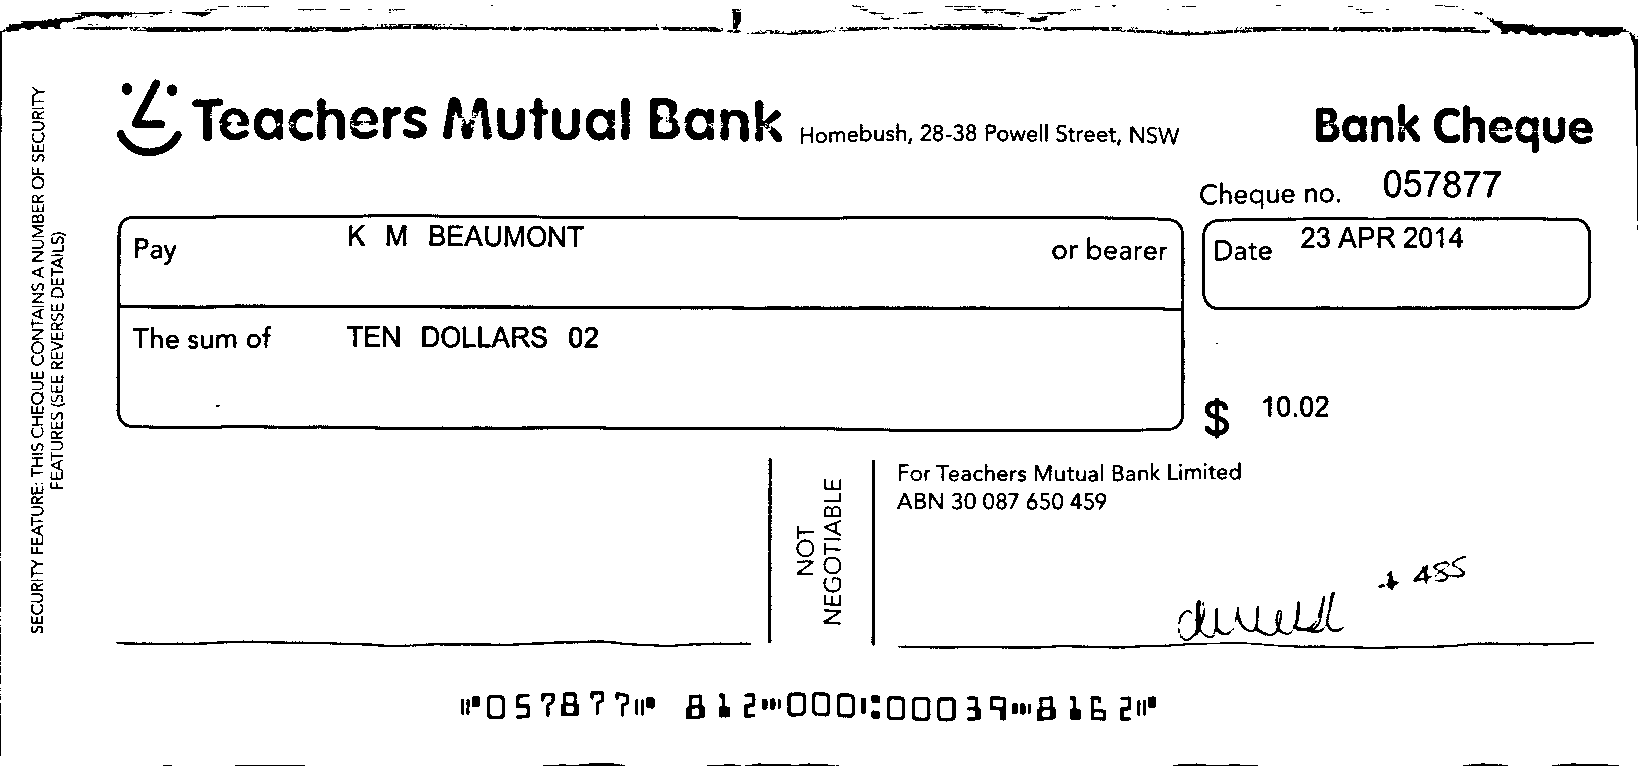 Teachers Mutual Bank Homebush, 28-38 Powell Street, NSW Bank Cheque
Cheque no. 057877
Pay K M BEAUMONT or bearer Date 23 APR 2014
The sum of TEN DOLLARS 02
$ 10.02
For Teachers Mutual Bank Limited
ABN 30 087 650 459
NOT
NEGOTIABLE
485
SECURITY FEATURE: THIS CHEQUE CONTAINS A NUMBER OF SECURITY
FEATURES (SEE REVERSE DETAILS)
⑈057877⑈ 812⑉000⑆00039⑉8162⑈